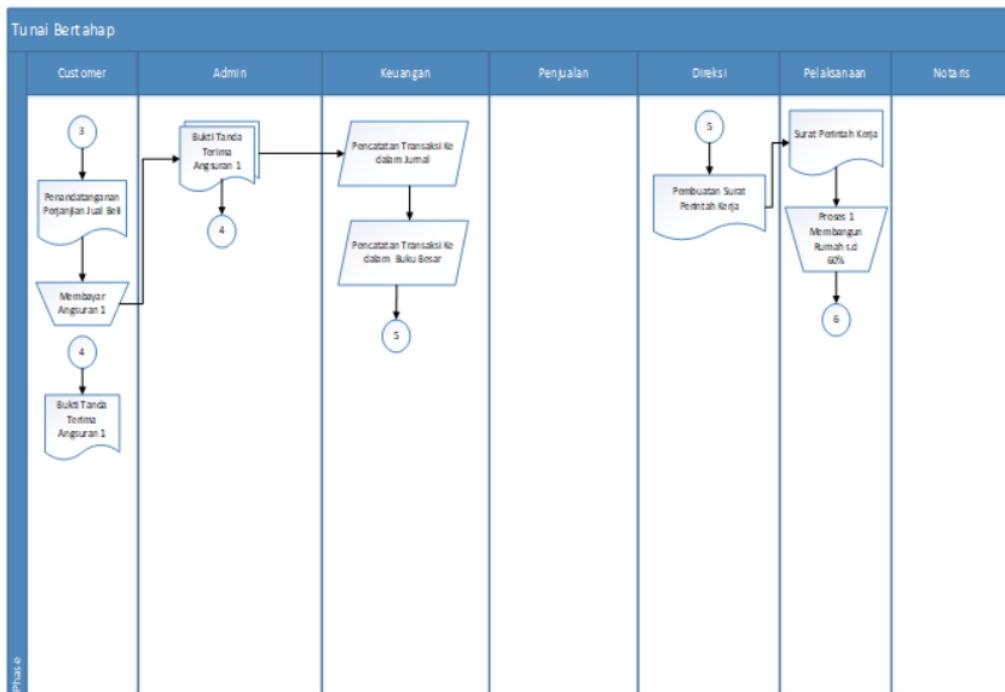 Tunai Bertahap
Customer
Admin
Keuangan
Penjualan
Direksi
Pelaksanaan
Notaris
3
Penandatanganan
Perjanjian Jual Beli
Membayar
Angsuran 1
4
Bukti Tanda
Terima
Angsuran 1
Bukti Tanda
Terima
Angsuran 1
4
Pencatatan Transaksi Ke
dalam Jurnal
Pencatatan Transaksi Ke
dalam Buku Besar
5
5
Pembuatan Surat
Perintah Kerja
Surat Perintah Kerja
Proses 1
Membangun
Rumah s.d
60%
6
Phase